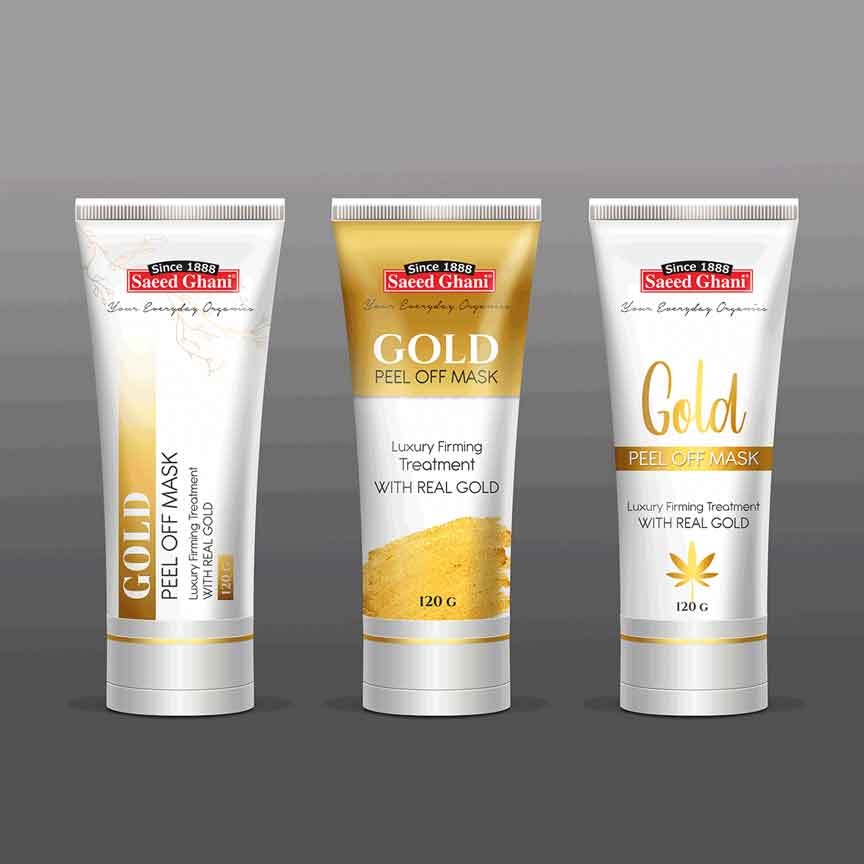 Since 1888
Saeed Ghani
Your Everyday Organics
GOLD
PEEL OFF MASK
Luxury Firming Treatment
WITH REAL GOLD
120 G
Since 1888
Saeed Ghani
Your Everyday Organics
GOLD
PEEL OFF MASK
Luxury Firming
Treatment
WITH REAL GOLD
120 G
Since 1888
Saeed Ghani
Your Everyday Organics
Gold
PEEL OFF MASK
Luxury Firming Treatment
WITH REAL GOLD
120 G